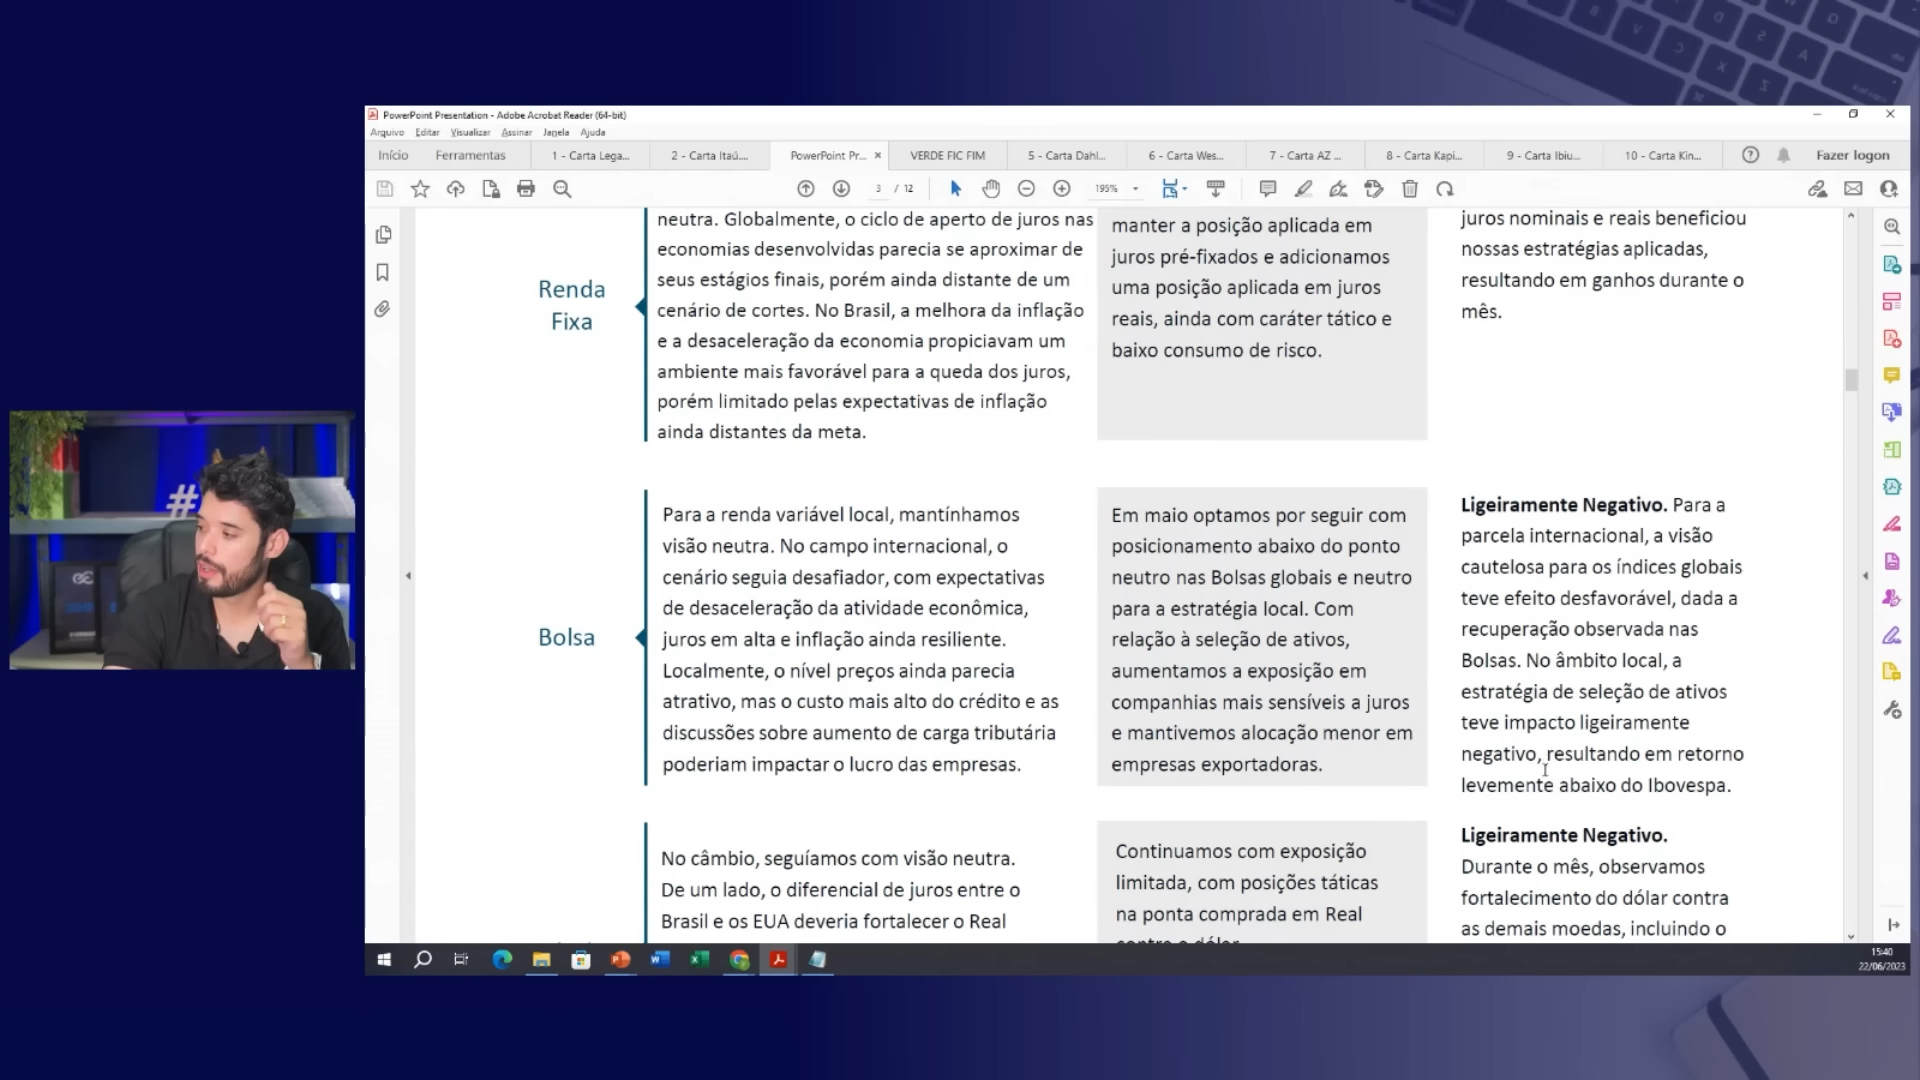 PowerPoint Presentation - Adobe Acrobat Reader (64-bit)
Arquivo Editar Visualizar Assinar Janela Ajuda
Início Ferramentas 1 - Carta Lega... 2 - Carta Itaú.... PowerPoint Pr... VERDE FIC FIM 5 - Carta Dahl... 6 - Carta Wes... 7 - Carta AZ ... 8 - Carta Kapi... 9 - Carta Ibiu... 10 - Carta Kin... Fazer logon
3 / 12 195%
Renda
Fixa
neutra. Globalmente, o ciclo de aperto de juros nas
economias desenvolvidas parecia se aproximar de
seus estágios finais, porém ainda distante de um
cenário de cortes. No Brasil, a melhora da inflação
e a desaceleração da economia propiciavam um
ambiente mais favorável para a queda dos juros,
porém limitado pelas expectativas de inflação
ainda distantes da meta.
manter a posição aplicada em
juros pré-fixados e adicionamos
uma posição aplicada em juros
reais, ainda com caráter tático e
baixo consumo de risco.
juros nominais e reais beneficiou
nossas estratégias aplicadas,
resultando em ganhos durante o
mês.
Bolsa
Para a renda variável local, mantínhamos
visão neutra. No campo internacional, o
cenário seguia desafiador, com expectativas
de desaceleração da atividade econômica,
juros em alta e inflação ainda resiliente.
Localmente, o nível preços ainda parecia
atrativo, mas o custo mais alto do crédito e as
discussões sobre aumento de carga tributária
poderiam impactar o lucro das empresas.
Em maio optamos por seguir com
posicionamento abaixo do ponto
neutro nas Bolsas globais e neutro
para a estratégia local. Com
relação à seleção de ativos,
aumentamos a exposição em
companhias mais sensíveis a juros
e mantivemos alocação menor em
empresas exportadoras.
Ligeiramente Negativo. Para a
parcela internacional, a visão
cautelosa para os índices globais
teve efeito desfavorável, dada a
recuperação observada nas
Bolsas. No âmbito local, a
estratégia de seleção de ativos
teve impacto ligeiramente
negativo, resultando em retorno
levemente abaixo do Ibovespa.
No câmbio, seguíamos com visão neutra.
De um lado, o diferencial de juros entre o
Brasil e os EUA deveria fortalecer o Real
Continuamos com exposição
limitada, com posições táticas
na ponta comprada em Real
contra o dólar.
Ligeiramente Negativo.
Durante o mês, observamos
fortalecimento do dólar contra
as demais moedas, incluindo o
#
15:40
22/06/2023